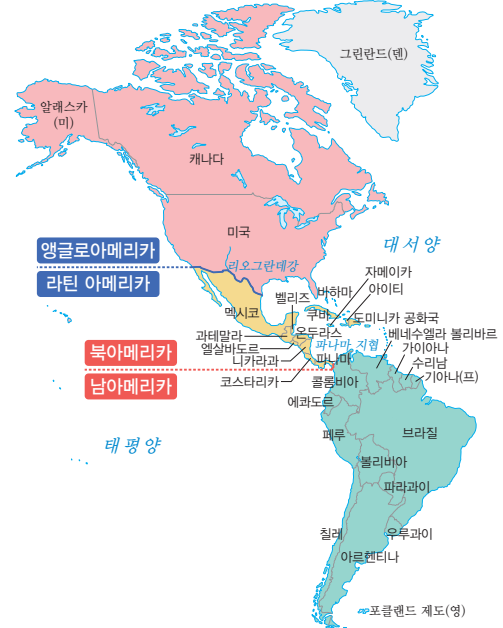 그린란드(덴)
알래스카
(미)
캐나다
미국
대서양
앵글로아메리카
리오그란데강
라틴 아메리카
자메이카
아이티
벨리즈
바하마
멕시코
쿠바
도미니카 공화국
과테말라
온두라스
베네수엘라 볼리바르
엘살바도르
파나마 지협
가이아나
북아메리카
니카라과
파나마
수리남
기아나(프)
남아메리카
코스타리카
콜롬비아
에콰도르
태평양
페루
브라질
볼리비아
파라과이
칠레
우루과이
아르헨티나
포클랜드 제도(영)